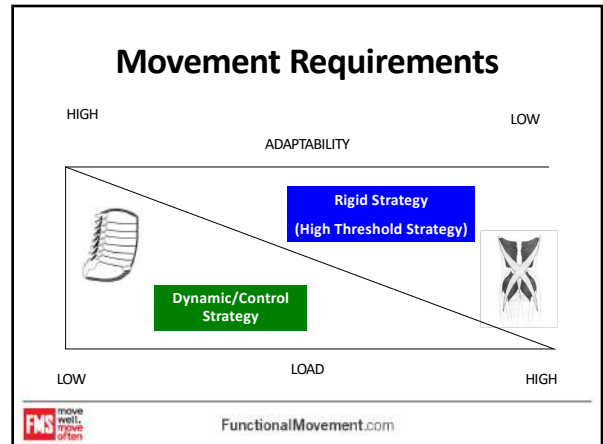 Movement Requirements
HIGH
LOW
ADAPTABILITY
Rigid Strategy
(High Threshold Strategy)
Dynamic/Control
Strategy
LOAD
LOW
HIGH
FMS
move
well.
move
often
FunctionalMovement.com